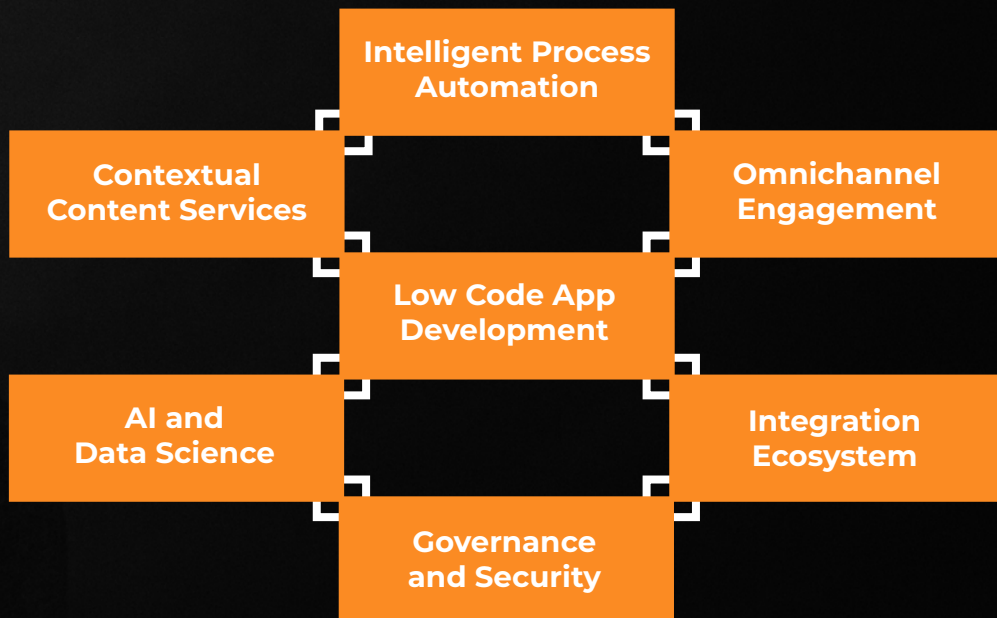 Intelligent Process
Automation
Contextual
Content Services
Omnichannel
Engagement
Low Code App
Development
AI and
Data Science
Integration
Ecosystem
Governance
and Security